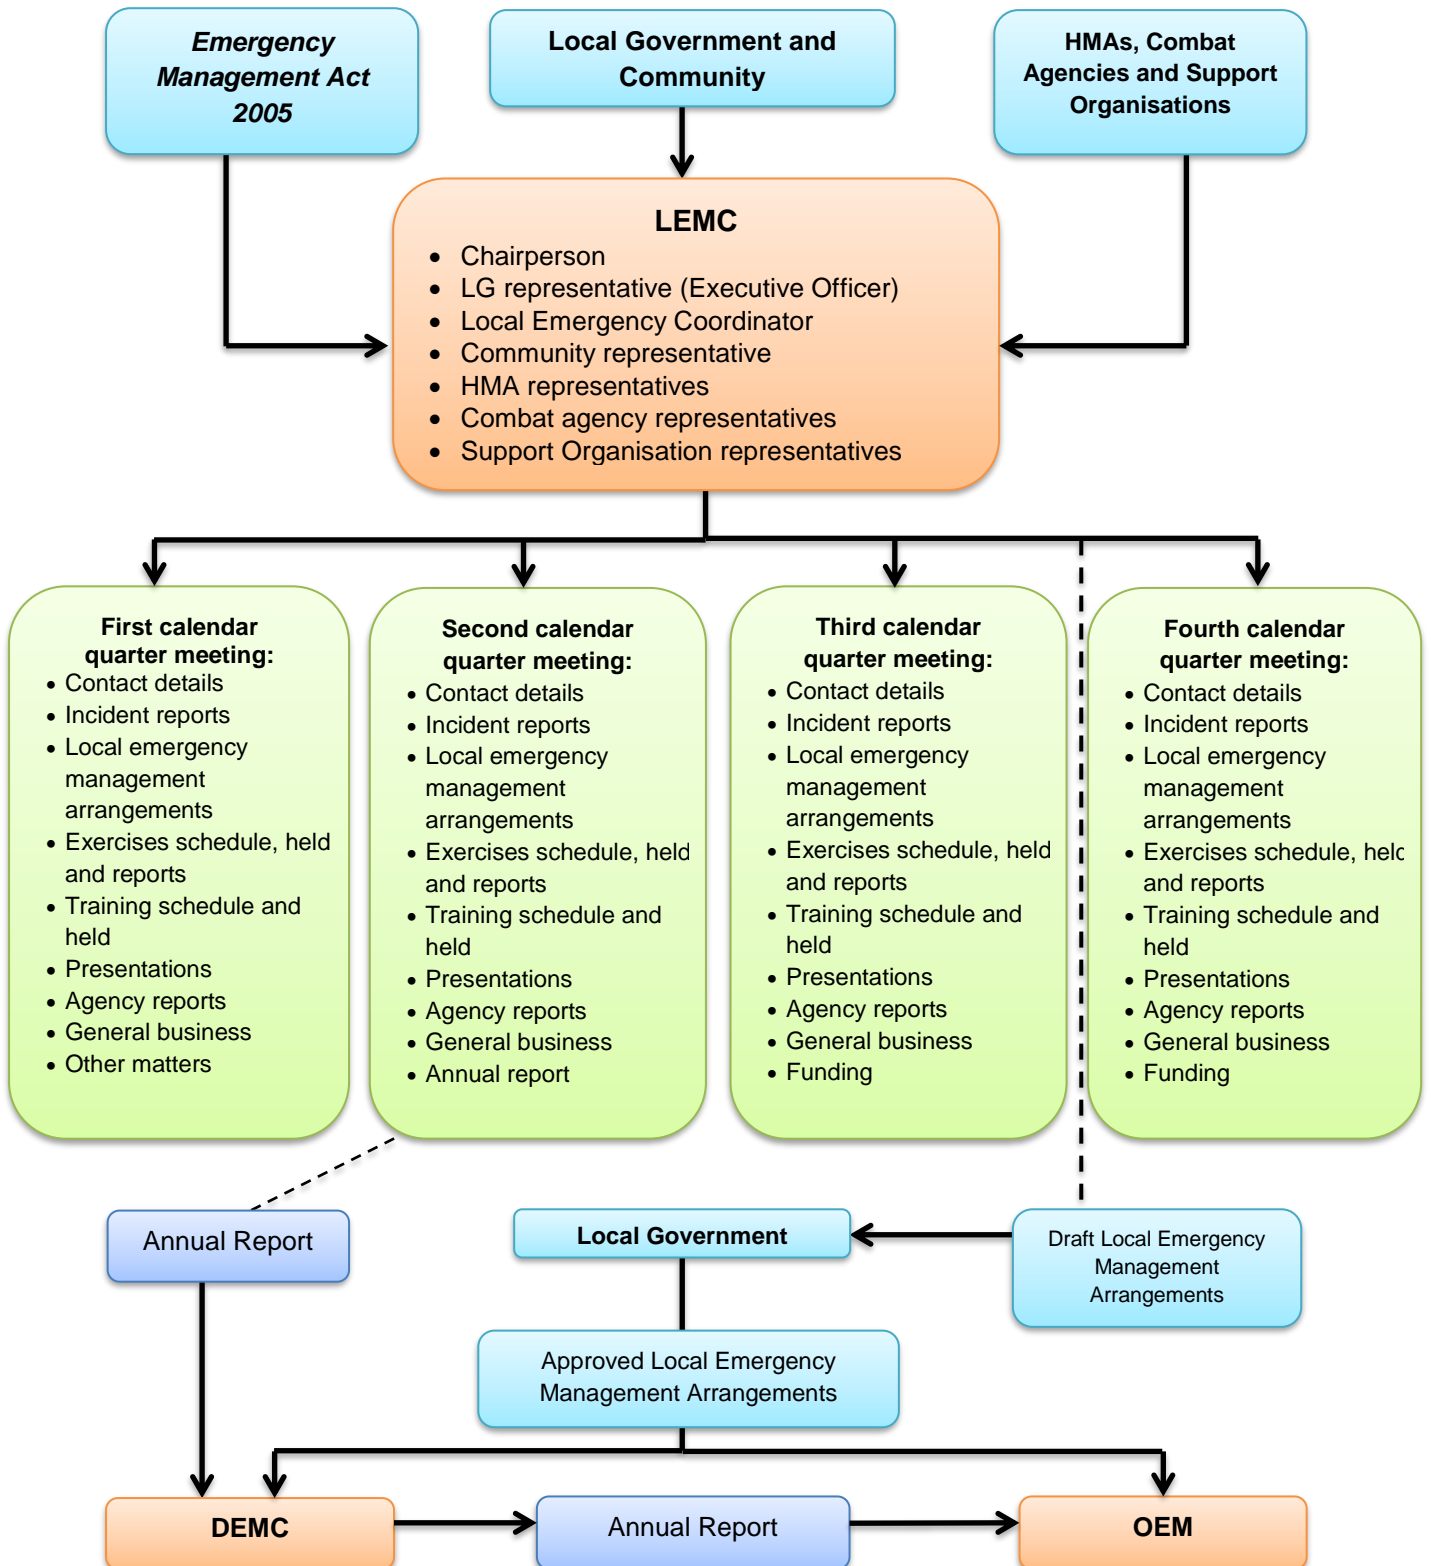 Emergency
Management Act
2005
Local Government and
Community
HMAs, Combat
Agencies and Support
Organisations
LEMC
• Chairperson
• LG representative (Executive Officer)
• Local Emergency Coordinator
• Community representative
• HMA representatives
• Combat agency representatives
• Support Organisation representatives
First calendar
quarter meeting:
• Contact details
• Incident reports
• Local emergency
management
arrangements
• Exercises schedule, held
and reports
• Training schedule and
held
• Presentations
• Agency reports
• General business
• Other matters
Second calendar
quarter meeting:
• Contact details
• Incident reports
• Local emergency
management
arrangements
• Exercises schedule, held
and reports
• Training schedule and
held
• Presentations
• Agency reports
• General business
• Annual report
Third calendar
quarter meeting:
• Contact details
• Incident reports
• Local emergency
management
arrangements
• Exercises schedule, held
and reports
• Training schedule and
held
• Presentations
• Agency reports
• General business
• Funding
Fourth calendar
quarter meeting:
• Contact details
• Incident reports
• Local emergency
management
arrangements
• Exercises schedule, held
and reports
• Training schedule and
held
• Presentations
• Agency reports
• General business
• Funding
Annual Report
Local Government
Draft Local Emergency
Management
Arrangements
Approved Local Emergency
Management Arrangements
DEMC
Annual Report
OEM